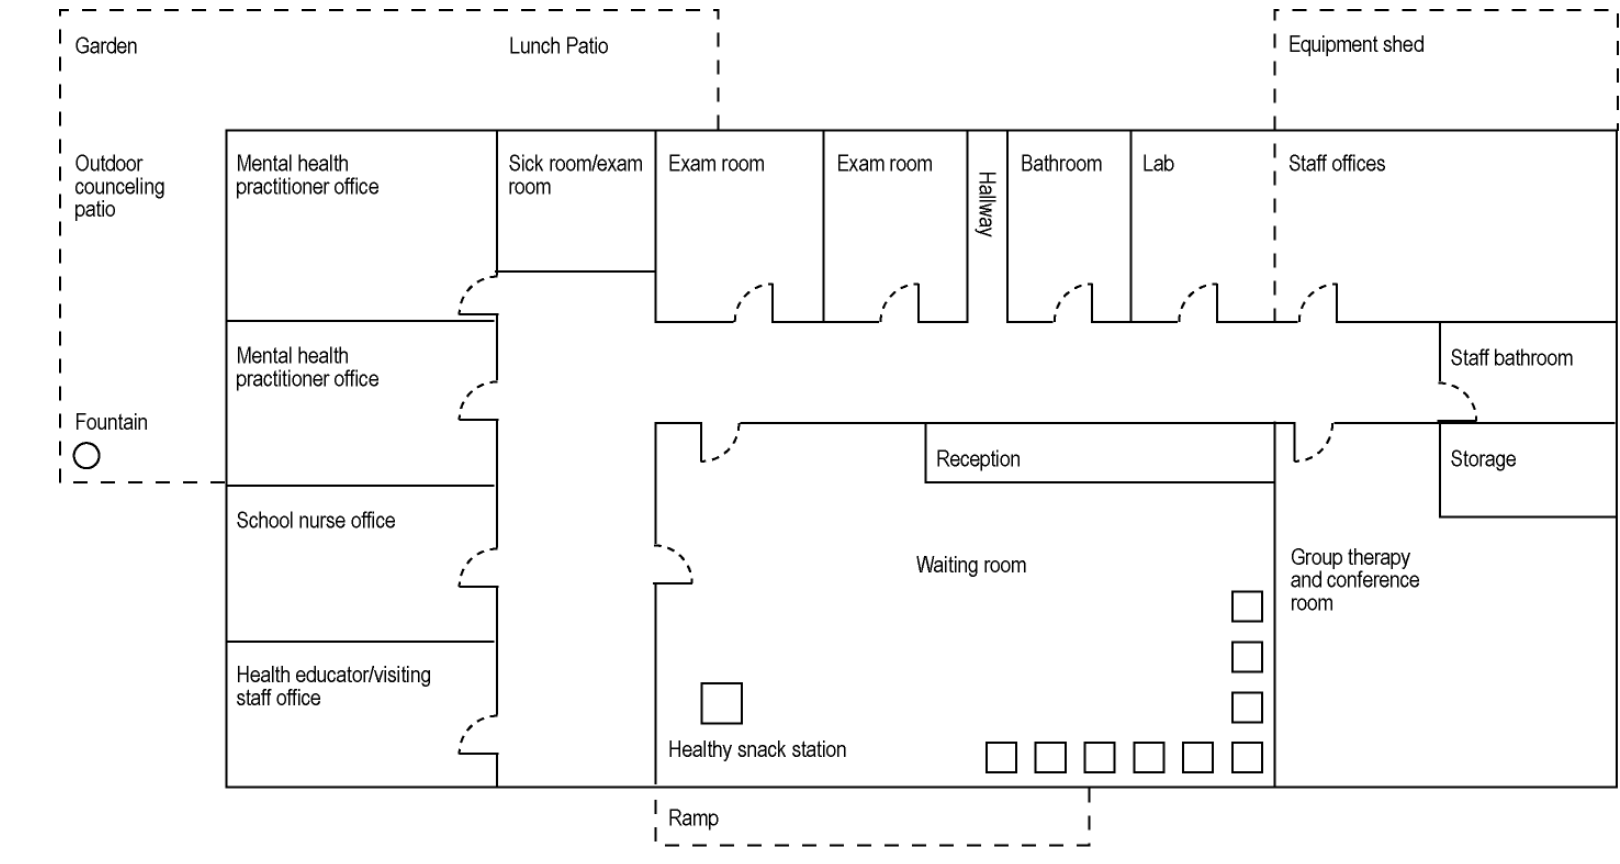 Garden
Lunch Patio
Equipment shed
Outdoor
counceling
patio
Mental health
practitioner office
Sick room/exam
room
Exam room
Exam room
Hallway
Bathroom
Lab
Staff offices
Mental health
practitioner office
Staff bathroom
Fountain
Reception
Storage
School nurse office
Waiting room
Group therapy
and conference
room
Health educator/visiting
staff office
Healthy snack station
Ramp